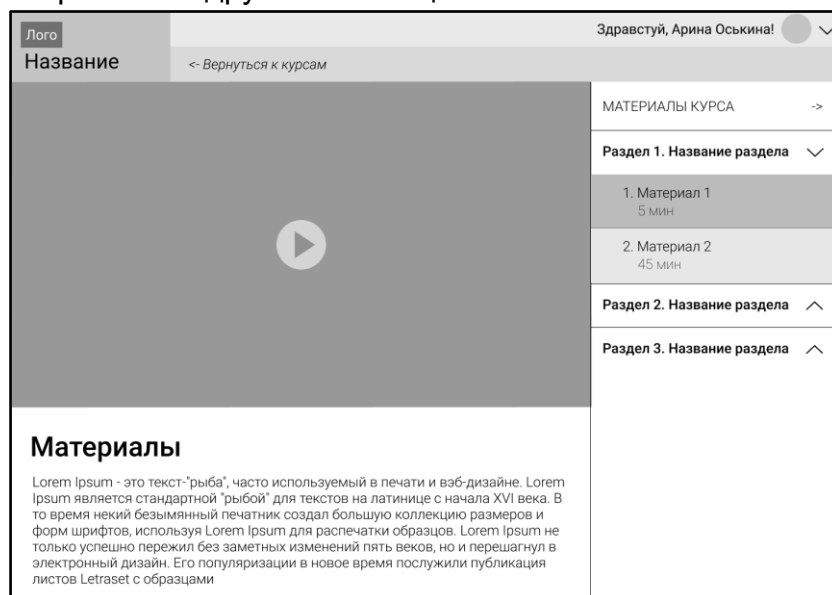 Лого
Название
Здравстуй, Арина Оськина!
<- Вернуться к курсам
МАТЕРИАЛЫ КУРСА ->
Раздел 1. Название раздела
1. Материал 1
5 мин
2. Материал 2
45 мин
Раздел 2. Название раздела
Раздел 3. Название раздела
Материалы
Lorem Ipsum - это текст-"рыба", часто используемый в печати и вэб-дизайне. Lorem
Ipsum является стандартной "рыбой" для текстов на латинице с начала XVI века. В
то время некий безымянный печатник создал большую коллекцию размеров и
форм шрифтов, используя Lorem Ipsum для распечатки образцов. Lorem Ipsum не
только успешно пережил без заметных изменений пять веков, но и перешагнул в
электронный дизайн. Его популяризации в новое время послужили публикация
листов Letraset с образцами